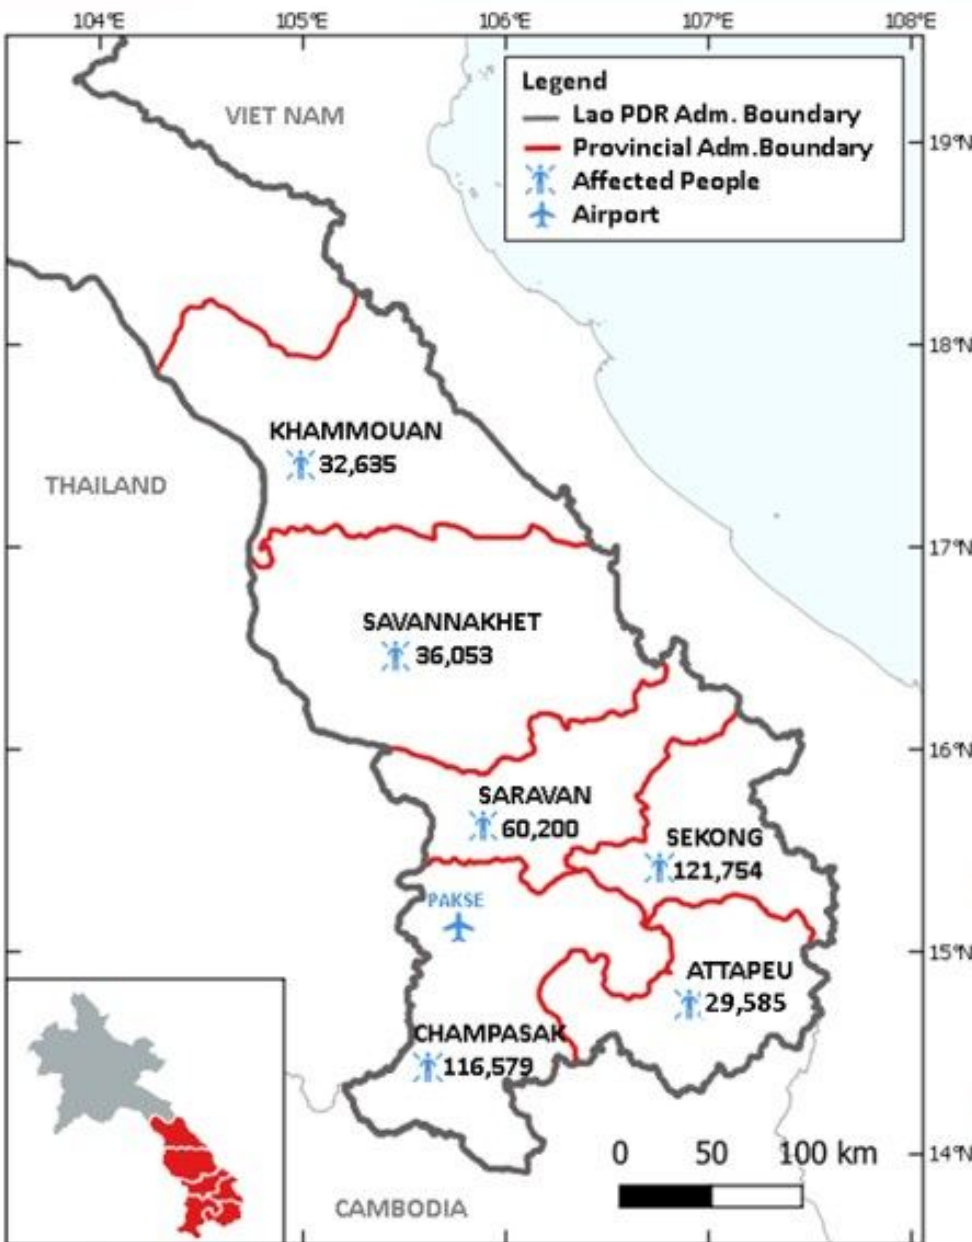 104°E 105°E 106°E 107°E 108°E
Legend
Lao PDR Adm. Boundary
Provincial Adm.Boundary
Affected People
Airport
VIET NAM
19°N
18°N
KHAMMOUAN
32,635
THAILAND
17°N
SAVANNAKHET
36,053
16°N
SARAVAN
60,200
SEKONG
121,754
PAKSE
15°N
ATTAPEU
29,585
CHAMPASAK
116,579
0 50 100 km
14°N
CAMBODIA